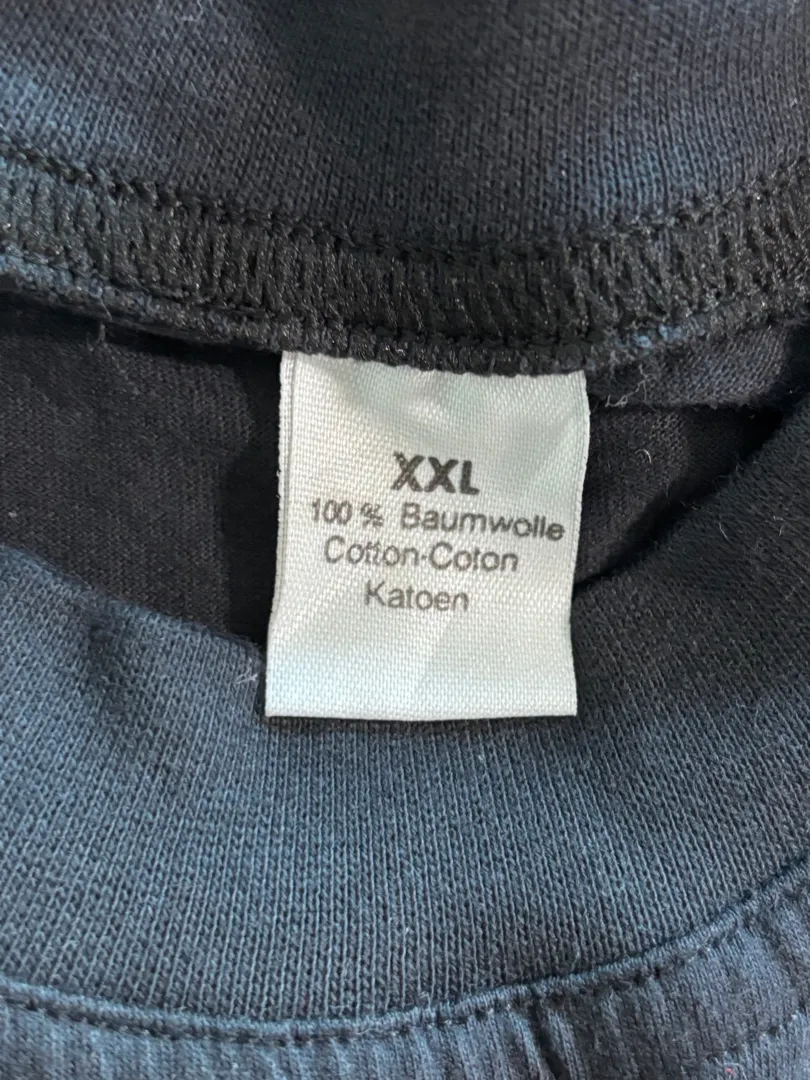 XXL
100 % Baumwolle
Cotton-Coton
Katoen